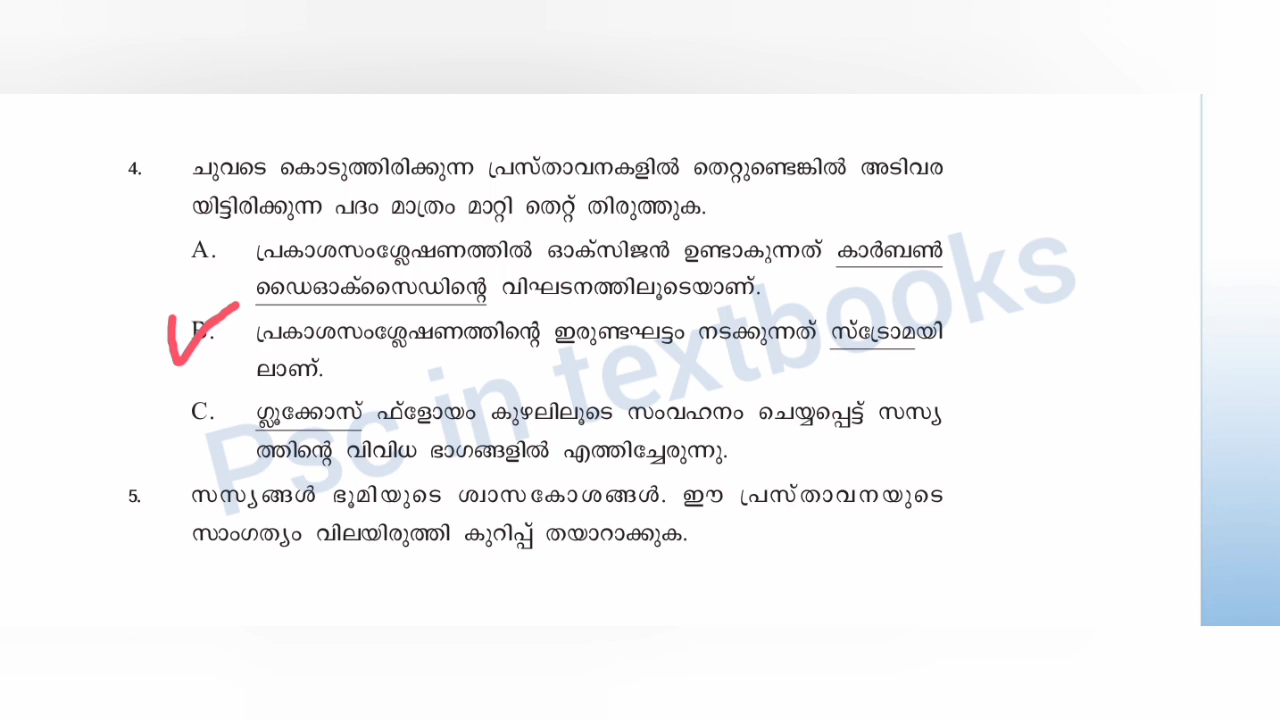 4. ചുവടെ കൊടുത്തിരിക്കുന്ന പ്രസ്താവനകളിൽ തെറ്റുണ്ടെങ്കിൽ അടിവര
യിട്ടിരിക്കുന്ന പദം മാത്രം മാറ്റി തെറ്റ് തിരുത്തുക.
A. പ്രകാശസംശ്ലേഷണത്തിൽ ഓക്സിജൻ ഉണ്ടാകുന്നത് കാർബൺ
ഡൈഓക്സൈഡിന്റെ വിഘടനത്തിലൂടെയാണ്.
B. പ്രകാശസംശ്ലേഷണത്തിന്റെ ഇരുണ്ടഘട്ടം നടക്കുന്നത് സ്ട്രോമയി
ലാണ്.
C. ഗ്ലൂക്കോസ് ഫ്ളോയം കുഴലിലൂടെ സംവഹനം ചെയ്യപ്പെട്ട് സസ്യ
ത്തിന്റെ വിവിധ ഭാഗങ്ങളിൽ എത്തിച്ചേരുന്നു.
5. സസ്യങ്ങൾ ഭൂമിയുടെ ശ്വാസകോശങ്ങൾ. ഈ പ്രസ്താവനയുടെ
സാംഗത്യം വിലയിരുത്തി കുറിപ്പ് തയാറാക്കുക.
Psc in textbooks